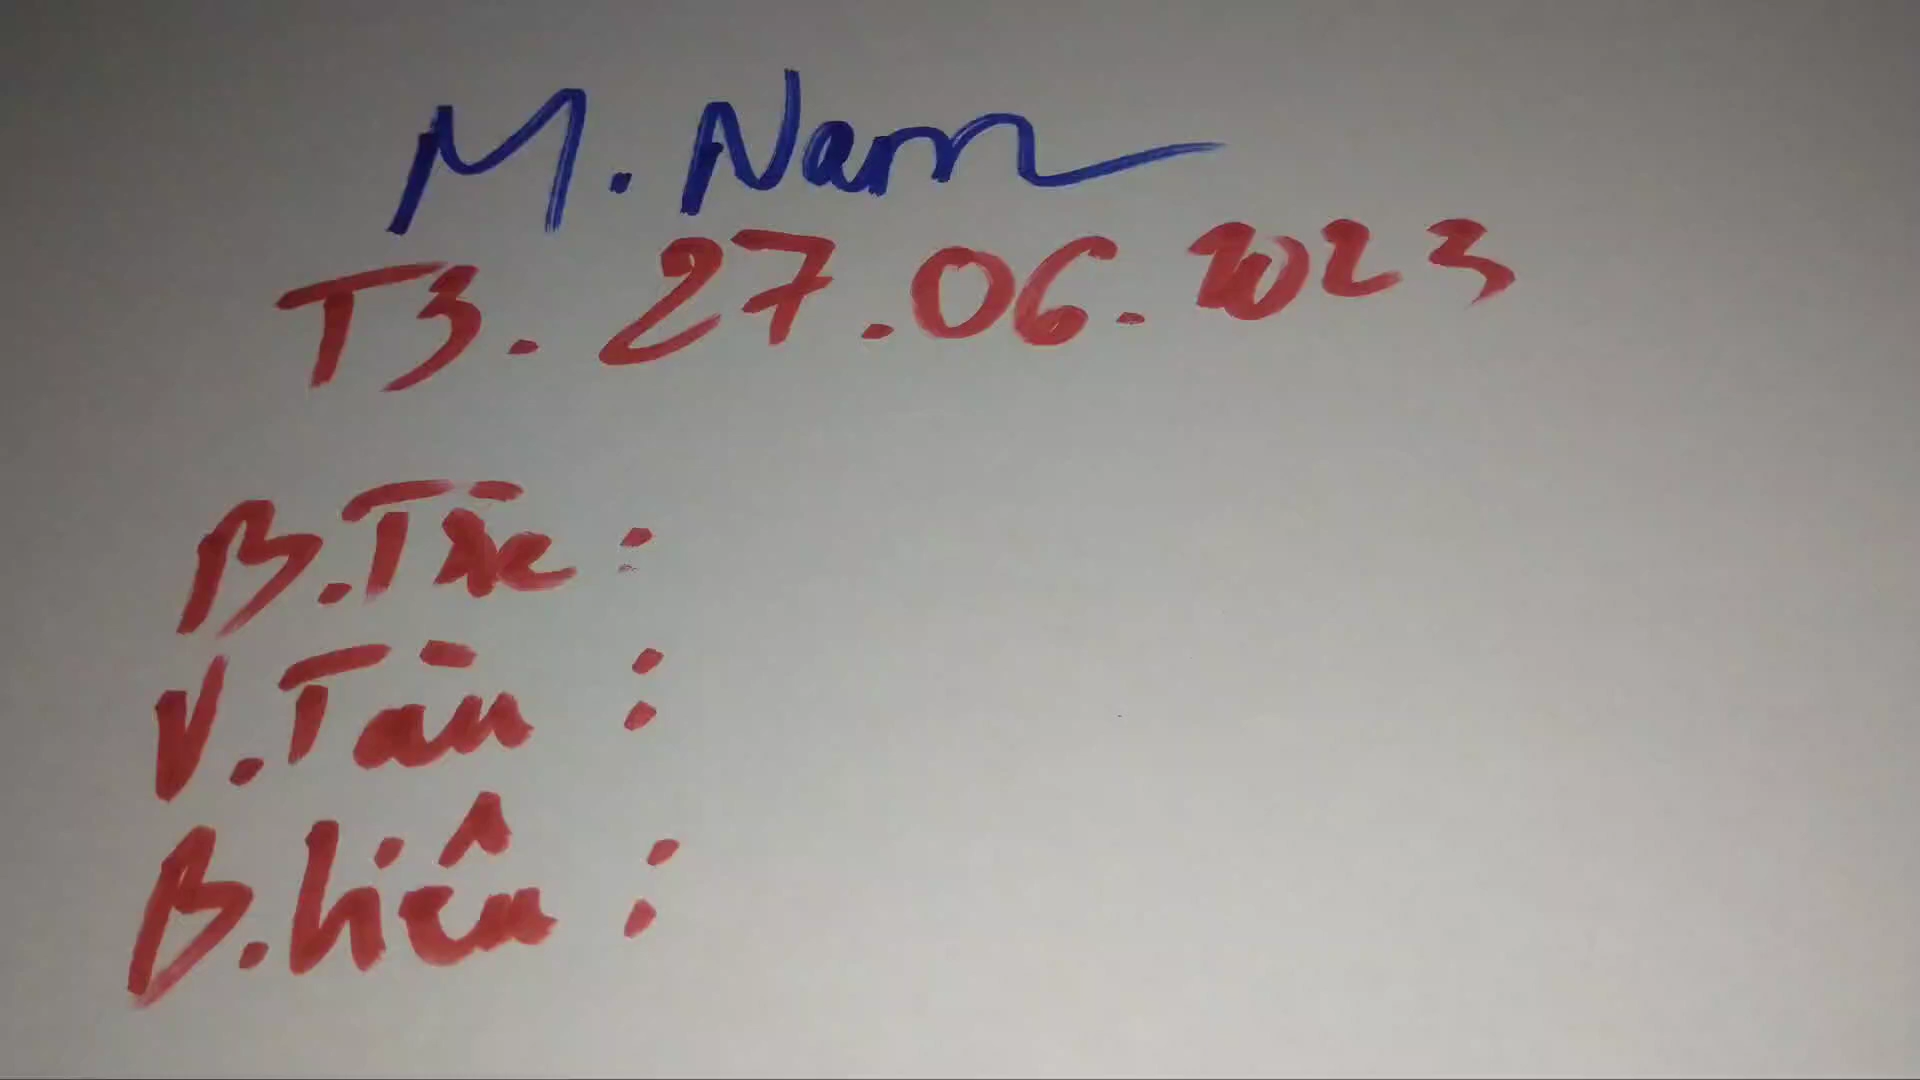 M. Nam
T3. 27.06.2023
B.Tre :
V.Tàu :
B.liêu :